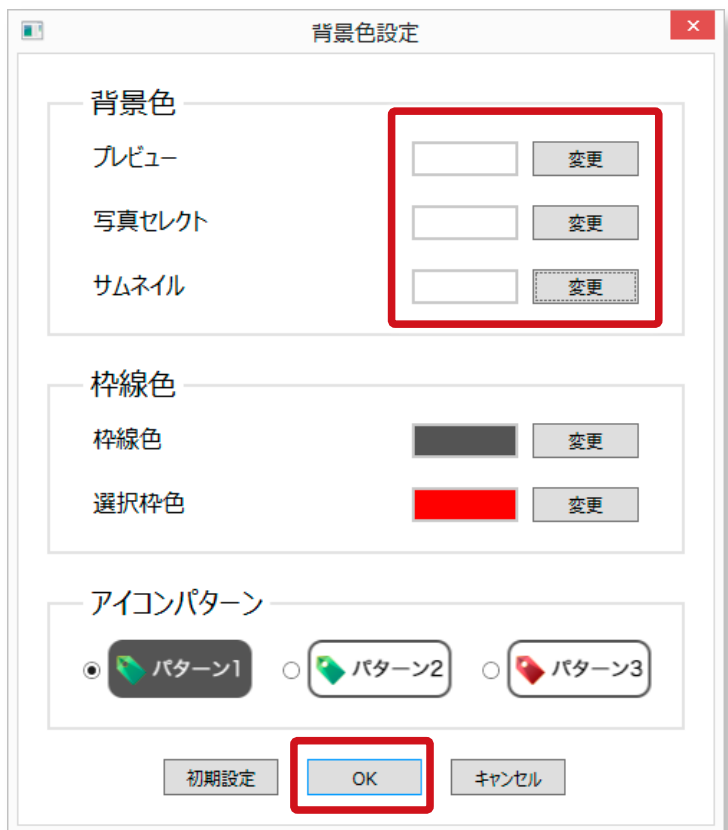 背景色設定
背景色
プレビュー 変更
写真セレクト 変更
サムネイル 変更
枠線色
枠線色 変更
選択枠色 変更
アイコンパターン
パターン1 パターン2 パターン3
初期設定 OK キャンセル